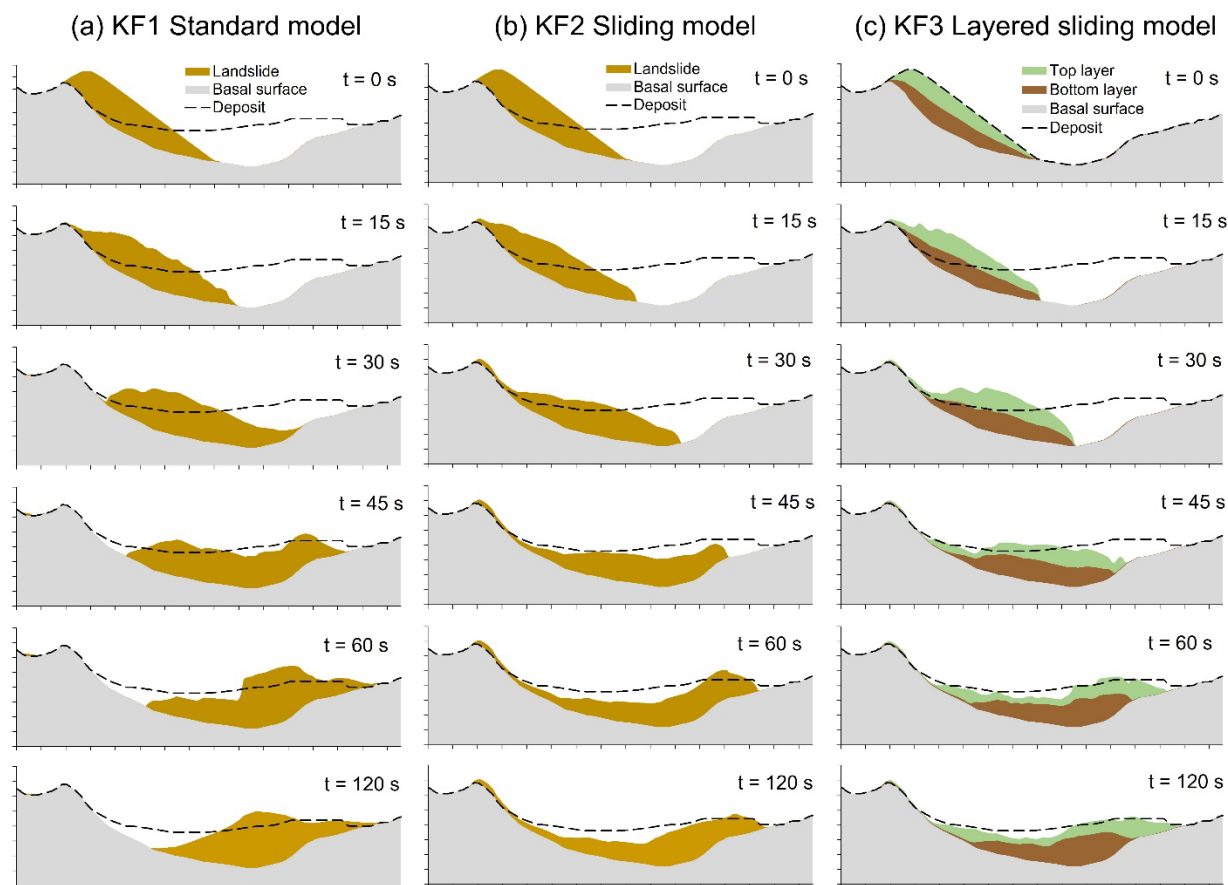 (a) KF1 Standard model
(b) KF2 Sliding model
(c) KF3 Layered sliding model
Landslide
Basal surface
Deposit
t = 0 s
Landslide
Basal surface
Deposit
t = 0 s
Top layer
Bottom layer
Basal surface
Deposit
t = 0 s
t = 15 s
t = 15 s
t = 15 s
t = 30 s
t = 30 s
t = 30 s
t = 45 s
t = 45 s
t = 45 s
t = 60 s
t = 60 s
t = 60 s
t = 120 s
t = 120 s
t = 120 s